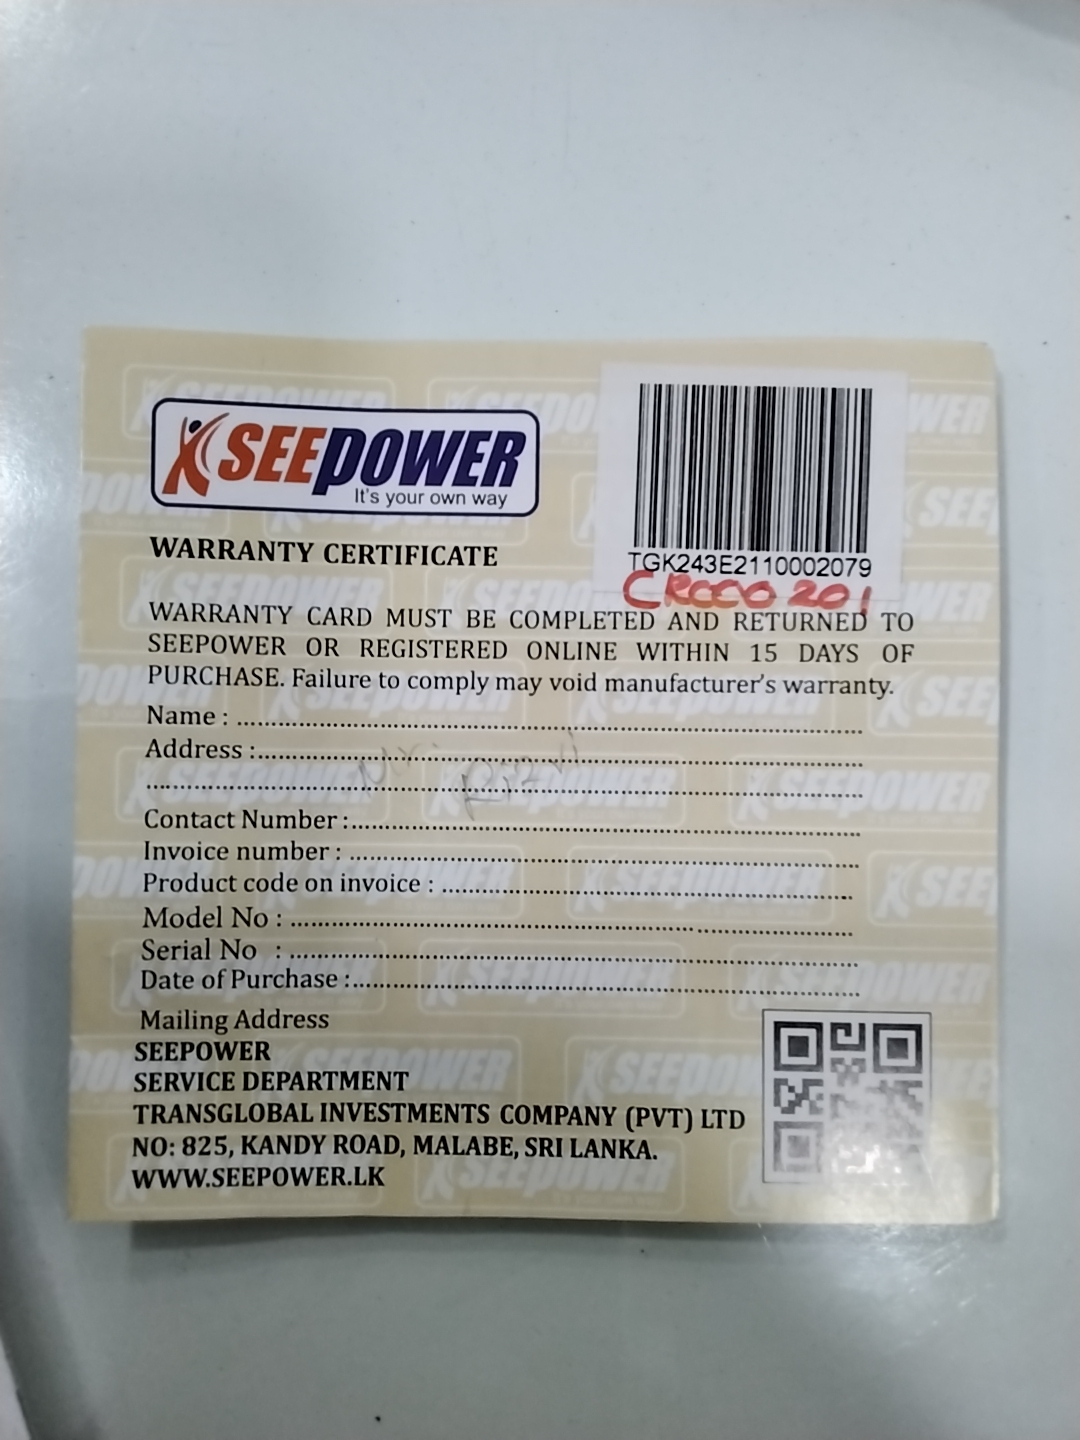 SEEPOWER
It's your own way
TGK243E2110002079
CR000201
WARRANTY CERTIFICATE
WARRANTY CARD MUST BE COMPLETED AND RETURNED TO
SEEPOWER OR REGISTERED ONLINE WITHIN 15 DAYS OF
PURCHASE. Failure to comply may void manufacturer's warranty.
Name : ..........................................................................................
Address :......................................................................................
Mr. Rizvi
..........................................................................................................
Contact Number :........................................................................
Invoice number : ........................................................................
Product code on invoice : ..........................................................
Model No : ..................................................................................
Serial No : ..................................................................................
Date of Purchase :........................................................................
Mailing Address
SEEPOWER
SERVICE DEPARTMENT
TRANSGLOBAL INVESTMENTS COMPANY (PVT) LTD
NO: 825, KANDY ROAD, MALABE, SRI LANKA.
WWW.SEEPOWER.LK